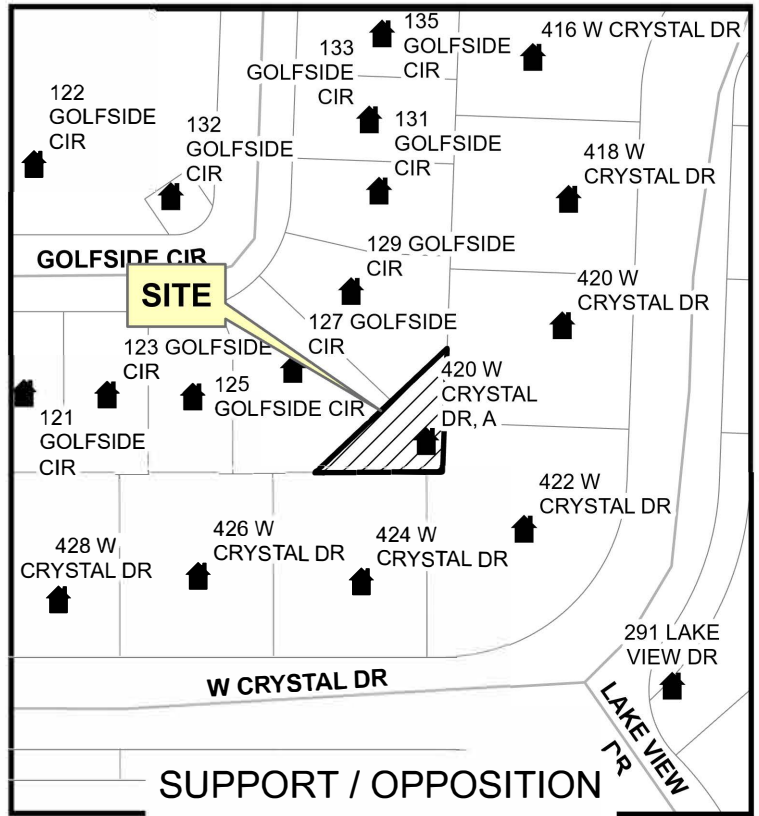 135
GOLFSIDE
CIR
416 W CRYSTAL DR
133
GOLFSIDE
CIR
122
GOLFSIDE
CIR
132
GOLFSIDE
CIR
131
GOLFSIDE
CIR
418 W
CRYSTAL DR
129 GOLFSIDE
CIR
GOLFSIDE CIR
SITE
420 W
CRYSTAL DR
127 GOLFSIDE
CIR
123 GOLFSIDE
CIR
125
GOLFSIDE CIR
420 W
CRYSTAL
DR, A
121
GOLFSIDE
CIR
422 W
CRYSTAL DR
428 W
CRYSTAL DR
426 W
CRYSTAL DR
424 W
CRYSTAL DR
291 LAKE
VIEW DR
W CRYSTAL DR
LAKE VIEW
DR
SUPPORT / OPPOSITION